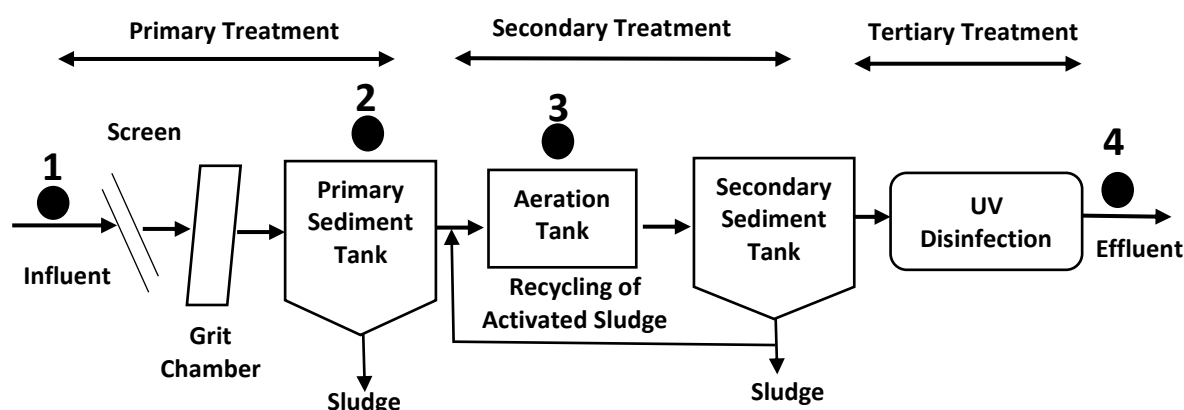 Primary Treatment
Secondary Treatment
Tertiary Treatment
1
Screen
2
3
4
Influent
Grit
Chamber
Primary
Sediment
Tank
Sludge
Aeration
Tank
Recycling of
Activated Sludge
Secondary
Sediment
Tank
Sludge
UV
Disinfection
Effluent